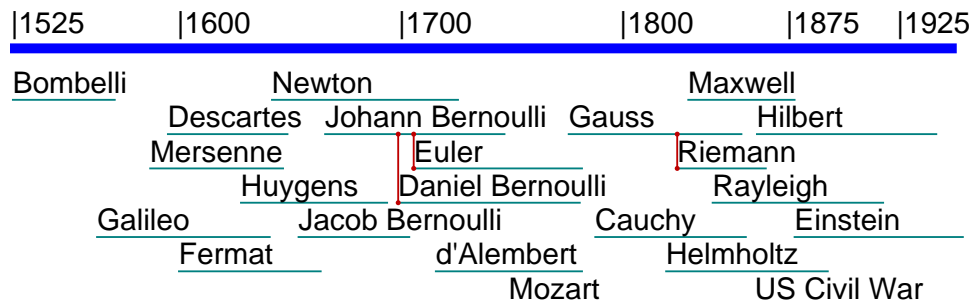 |1525 |1600 |1700 |1800 |1875 |1925
Bombelli Newton Maxwell
Descartes Johann Bernoulli Gauss Hilbert
Mersenne Euler Riemann
Huygens Daniel Bernoulli Rayleigh
Galileo Jacob Bernoulli Cauchy Einstein
Fermat d'Alembert Helmholtz
Mozart US Civil War